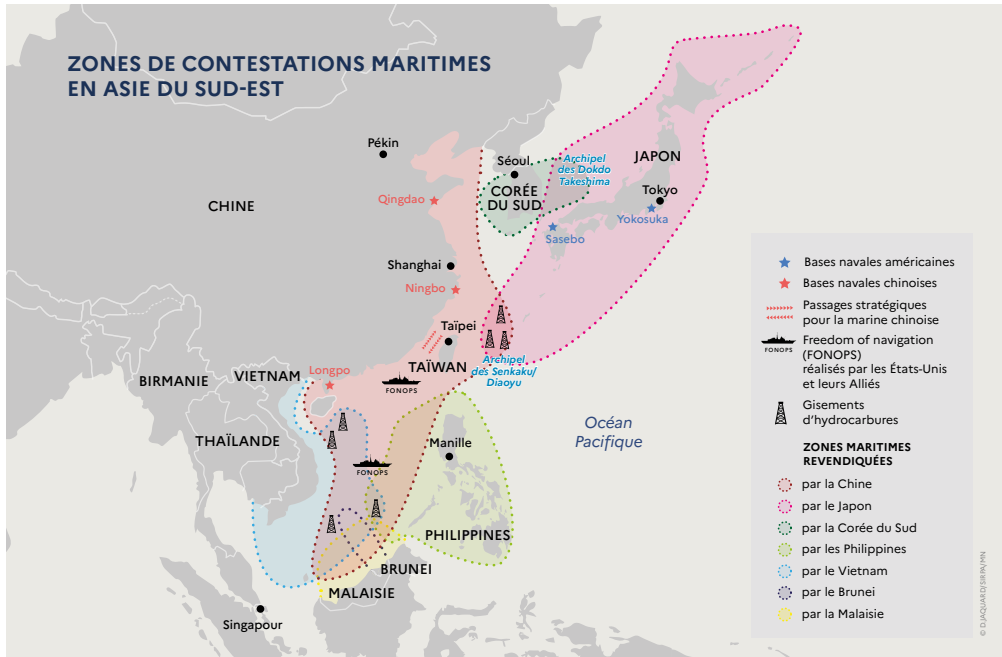 ZONES DE CONTESTATIONS MARITIMES
EN ASIE DU SUD-EST
Pékin
Séoul
Archipel
des Dokdo
Takeshima
JAPON
CORÉE
DU SUD
Tokyo
Qingdao
CHINE
Yokosuka
Sasebo
Shanghai
Ningbo
Taïpei
TAÏWAN
Archipel
des Senkaku/
Diaoyu
Longpo
VIETNAM
BIRMANIE
FONOPS
THAÏLANDE
Océan
Pacifique
Manille
FONOPS
PHILIPPINES
BRUNEI
MALAISIE
Singapour
Bases navales américaines
Bases navales chinoises
Passages stratégiques
pour la marine chinoise
FONOPS
Freedom of navigation
(FONOPS)
réalisés par les États-Unis
et leurs Alliés
Gisements
d'hydrocarbures
ZONES MARITIMES
REVENDIQUÉES
par la Chine
par le Japon
par la Corée du Sud
par les Philippines
par le Vietnam
par le Brunei
par la Malaisie
© D.JAQUARD/SIRPA/MN